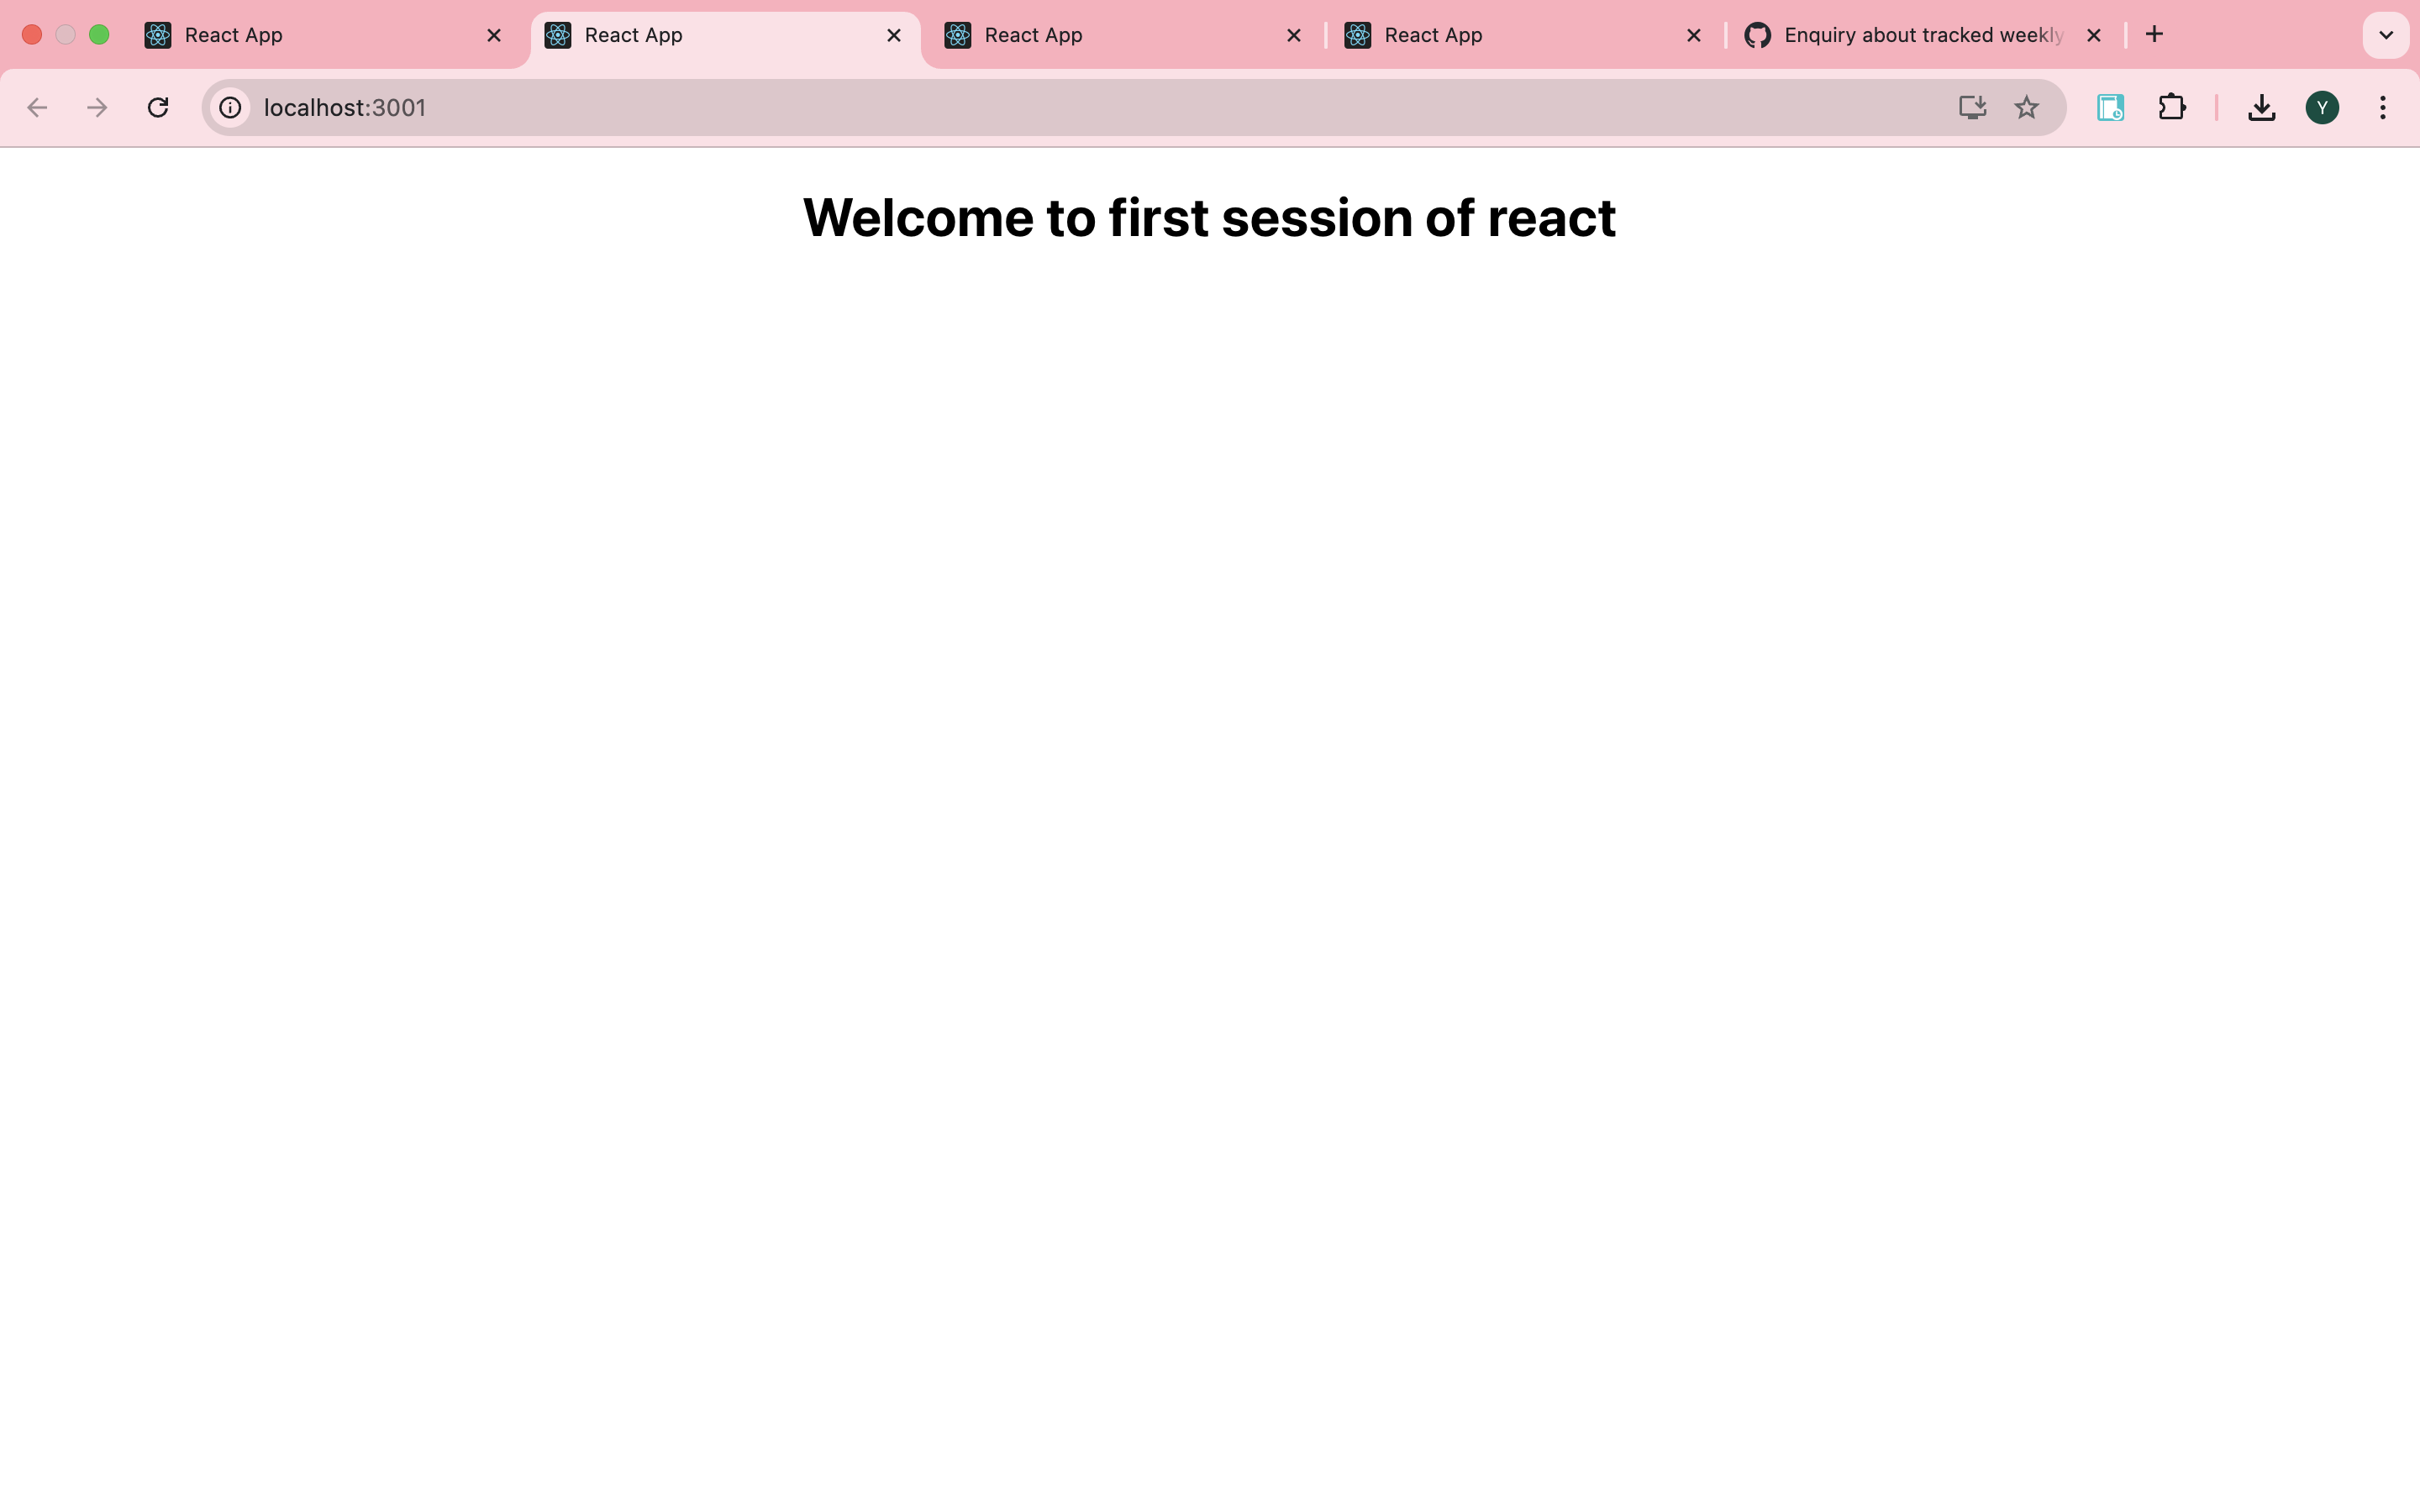 React App
React App
React App
React App
Enquiry about tracked weekly
localhost:3001
Y
Welcome to first session of react